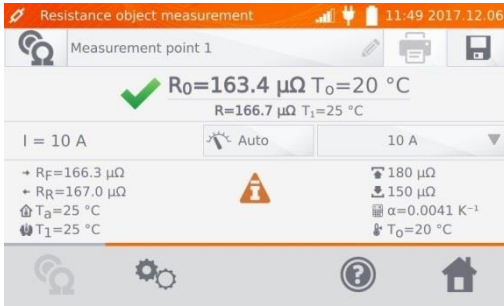 Resistance object measurement 11:49 2017.12.06
Measurement point 1
R₀=163.4 µΩ T₀=20 °C
R=166.7 µΩ T₁=25 °C
I = 10 A Auto 10 A
RF=166.3 µΩ 180 µΩ
RR=167.0 µΩ 150 µΩ
Ta=25 °C α=0.0041 K⁻¹
T1=25 °C T₀=20 °C